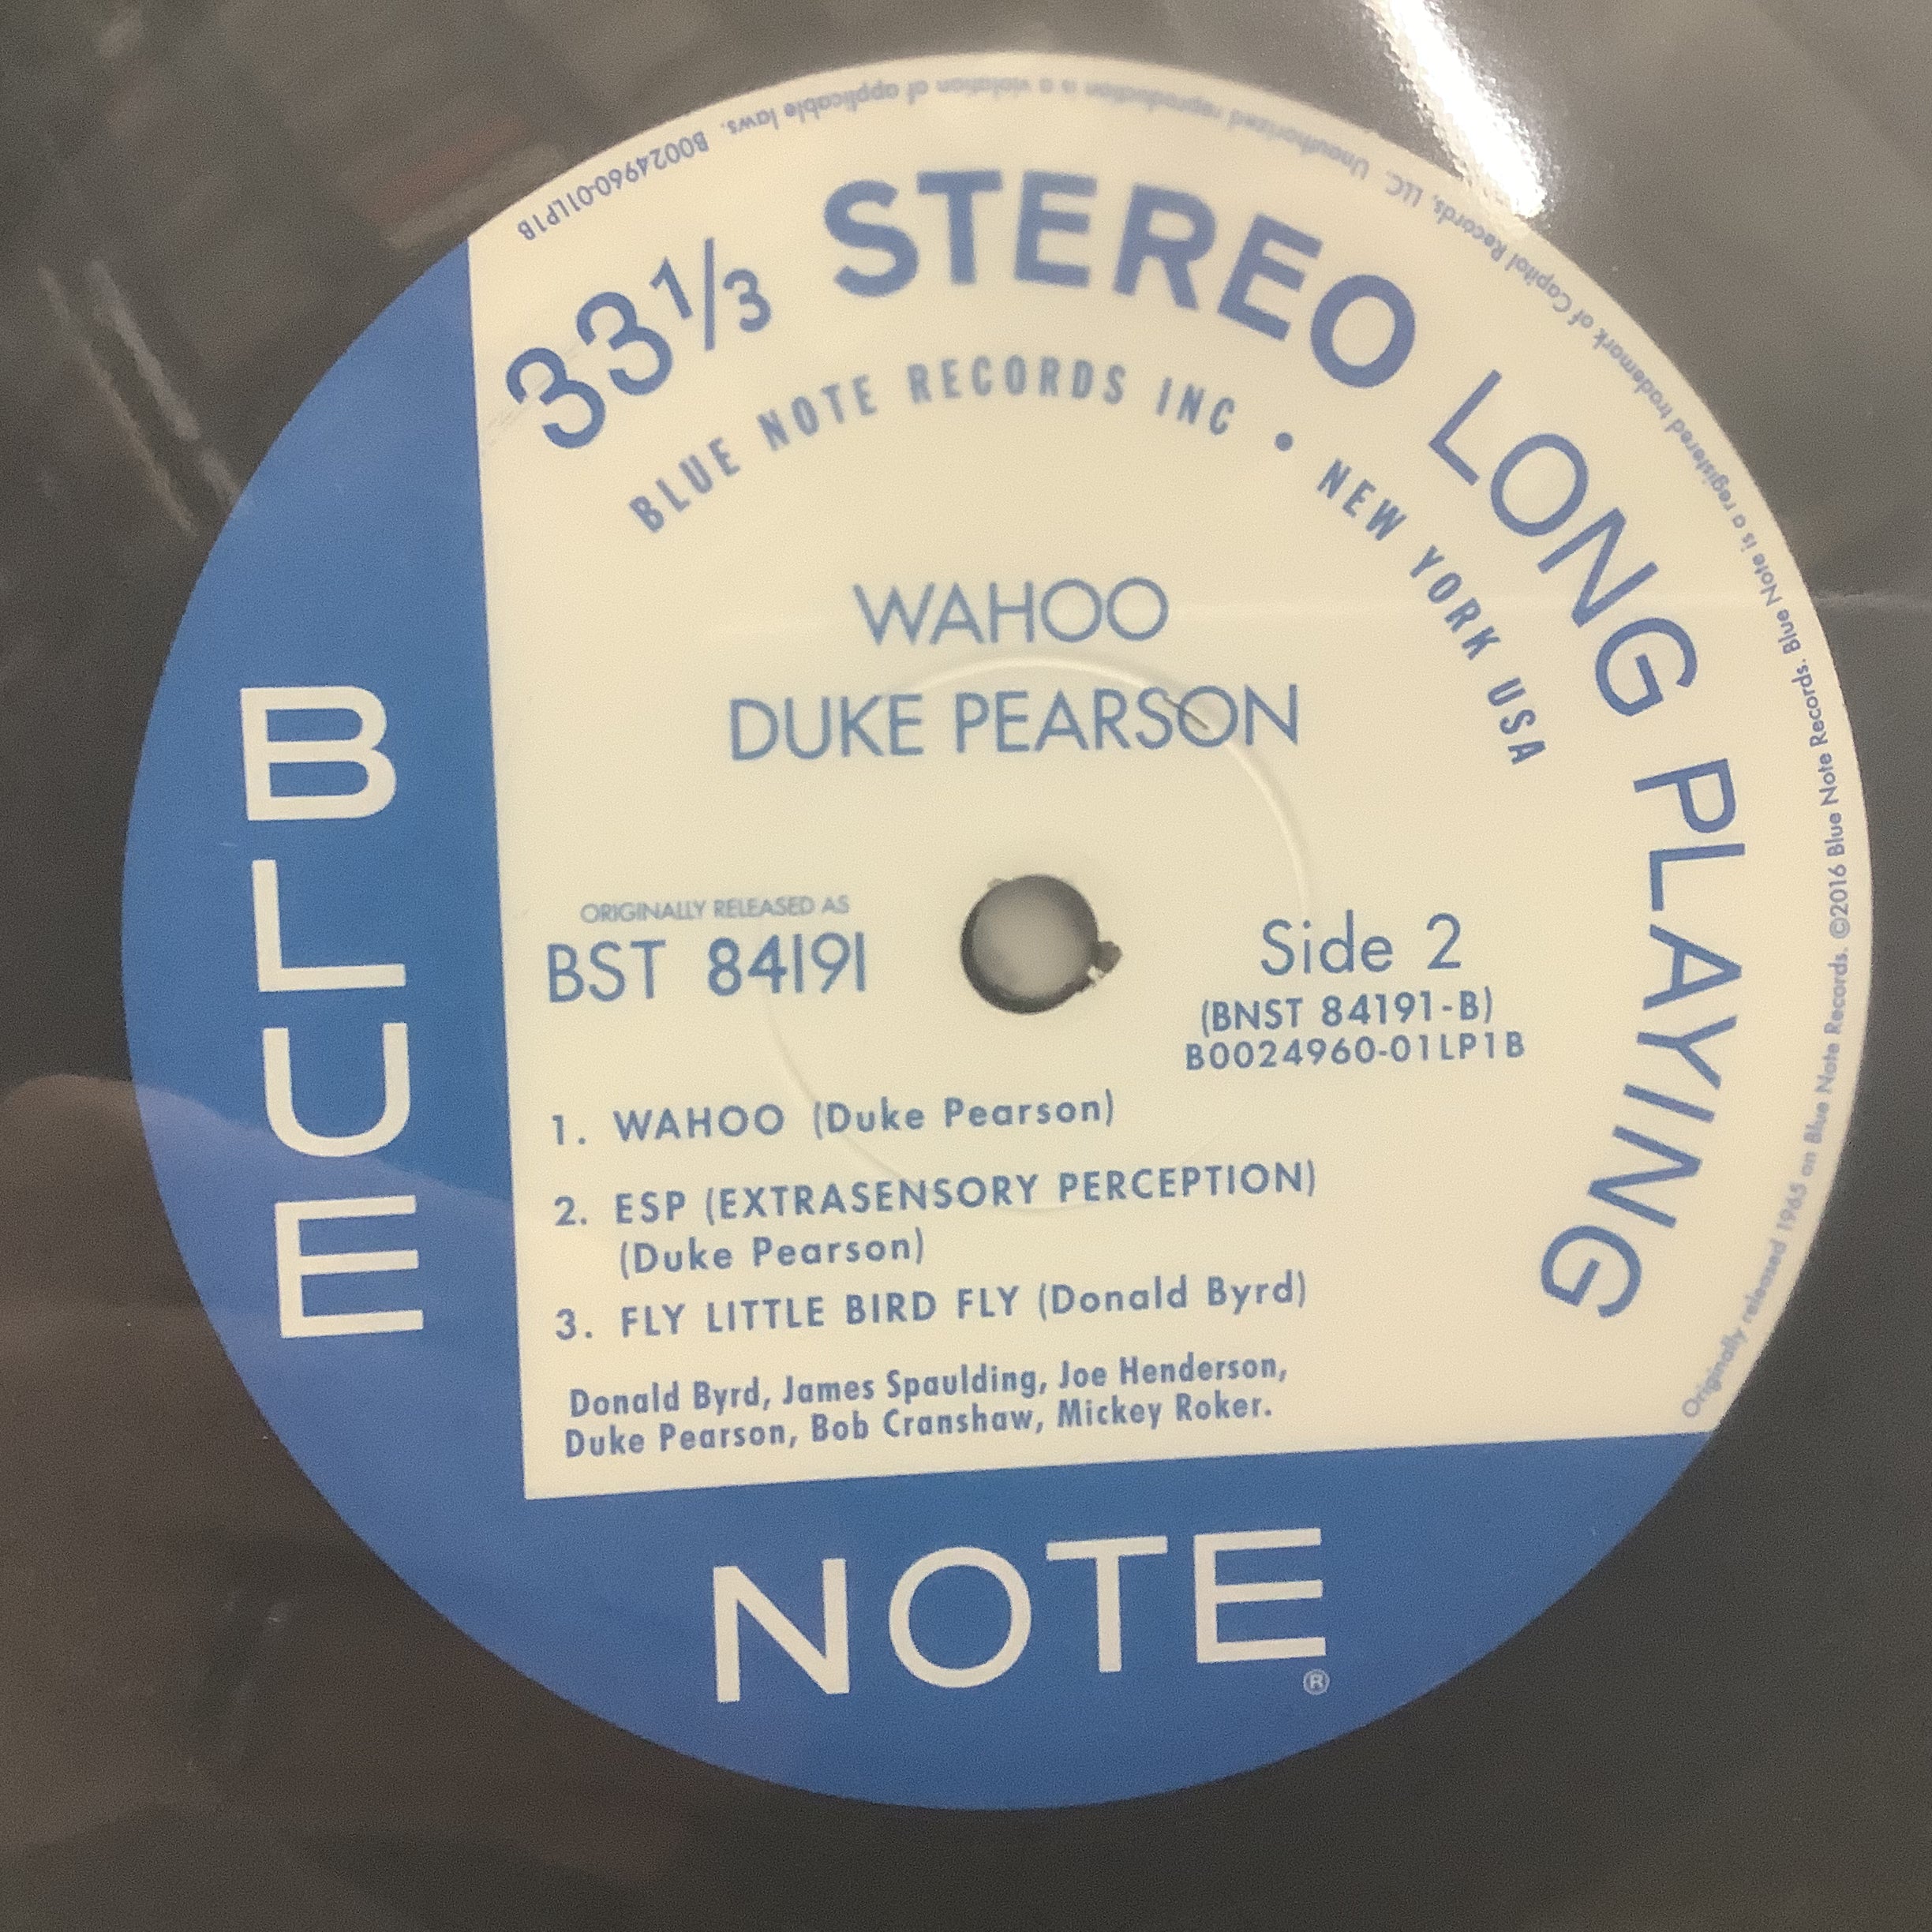 33⅓ STEREO LONG PLAYING
BLUE NOTE RECORDS INC • NEW YORK USA
WAHOO
DUKE PEARSON
ORIGINALLY RELEASED AS
BST 84191
Side 2
(BNST 84191-B)
B0024960-01LP1B
1. WAHOO (Duke Pearson)
2. ESP (EXTRASENSORY PERCEPTION)
(Duke Pearson)
3. FLY LITTLE BIRD FLY (Donald Byrd)
Donald Byrd, James Spaulding, Joe Henderson,
Duke Pearson, Bob Cranshaw, Mickey Roker.
BLUE
NOTE®
Originally released 1965 on Blue Note Records. ©2016 Blue Note Records. Blue Note is a registered trademark of Capitol Records, LLC. Unauthorized reproduction is a violation of applicable laws. B0024960-01LP1B